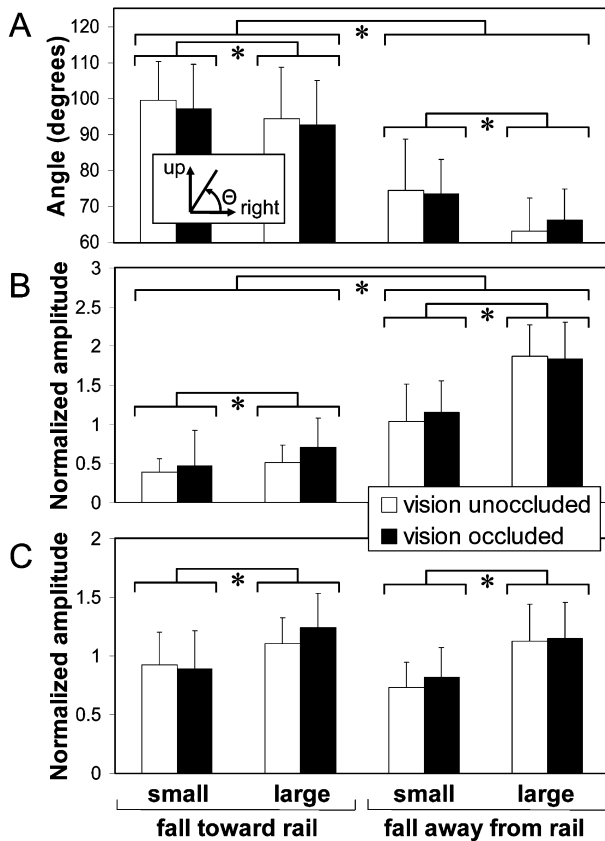 A
Angle (degrees)
120
110
100
90
80
70
60
*
*
*
up
Θ
right
B
Normalized amplitude
3
2.5
2
1.5
1
0.5
0
*
*
*
vision unoccluded
vision occluded
C
Normalized amplitude
2
1.5
1
0.5
0
*
*
small large small large
fall toward rail fall away from rail